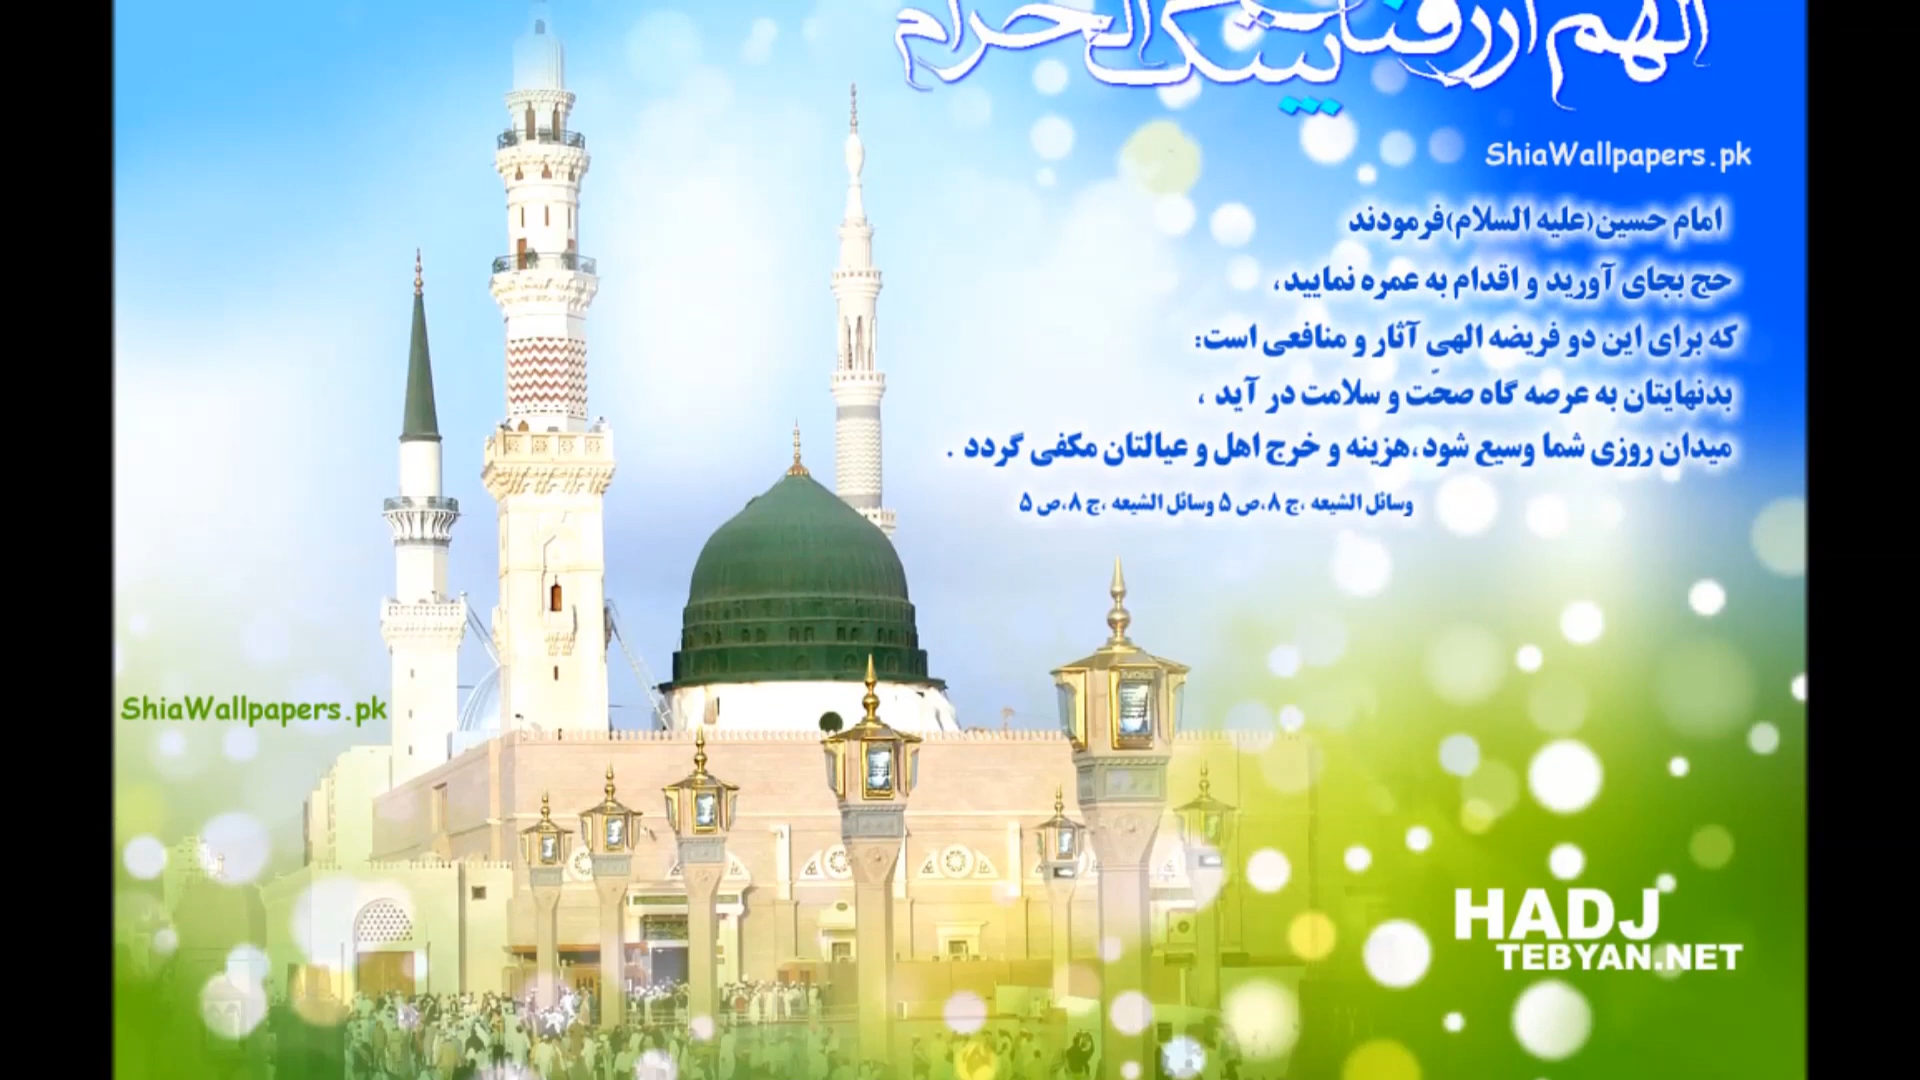 اللهم ارزقنا حج بیتک الحرام
ShiaWallpapers.pk
امام حسین(علیه السلام)فرمودند
حج بجای آورید و اقدام به عمره نمایید،
که برای این دو فریضه الهی آثار و منافعی است:
بدنهایتان به عرصه گاه صحّت و سلامت در آید ،
میدان روزی شما وسیع شود،هزینه و خرج اهل و عیالتان مکفی گردد .
وسائل الشیعه ،ج ۸،ص ۵ وسائل الشیعه ،ج ۸،ص ۵
ShiaWallpapers.pk
HADJ
TEBYAN.NET